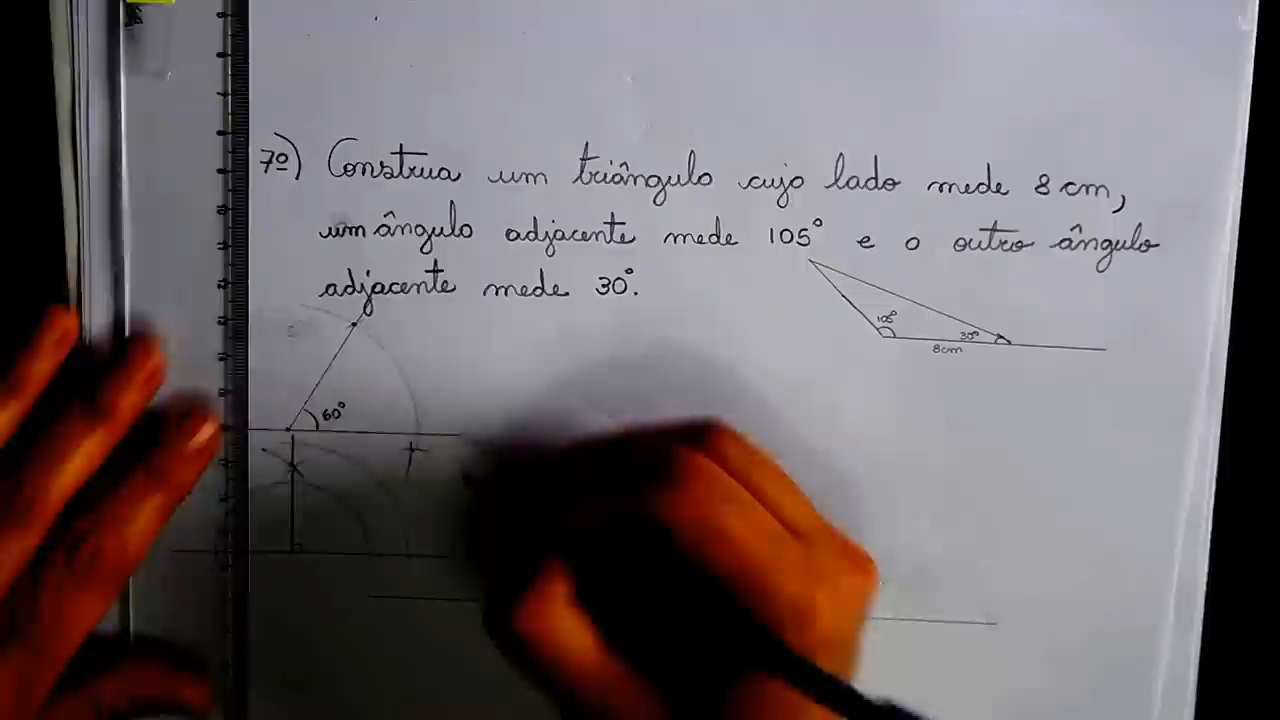 7º) Construa um triângulo cujo lado mede 8 cm,
um ângulo adjacente mede 105° e o outro ângulo
adjacente mede 30°.
105°
30°
8cm
60°